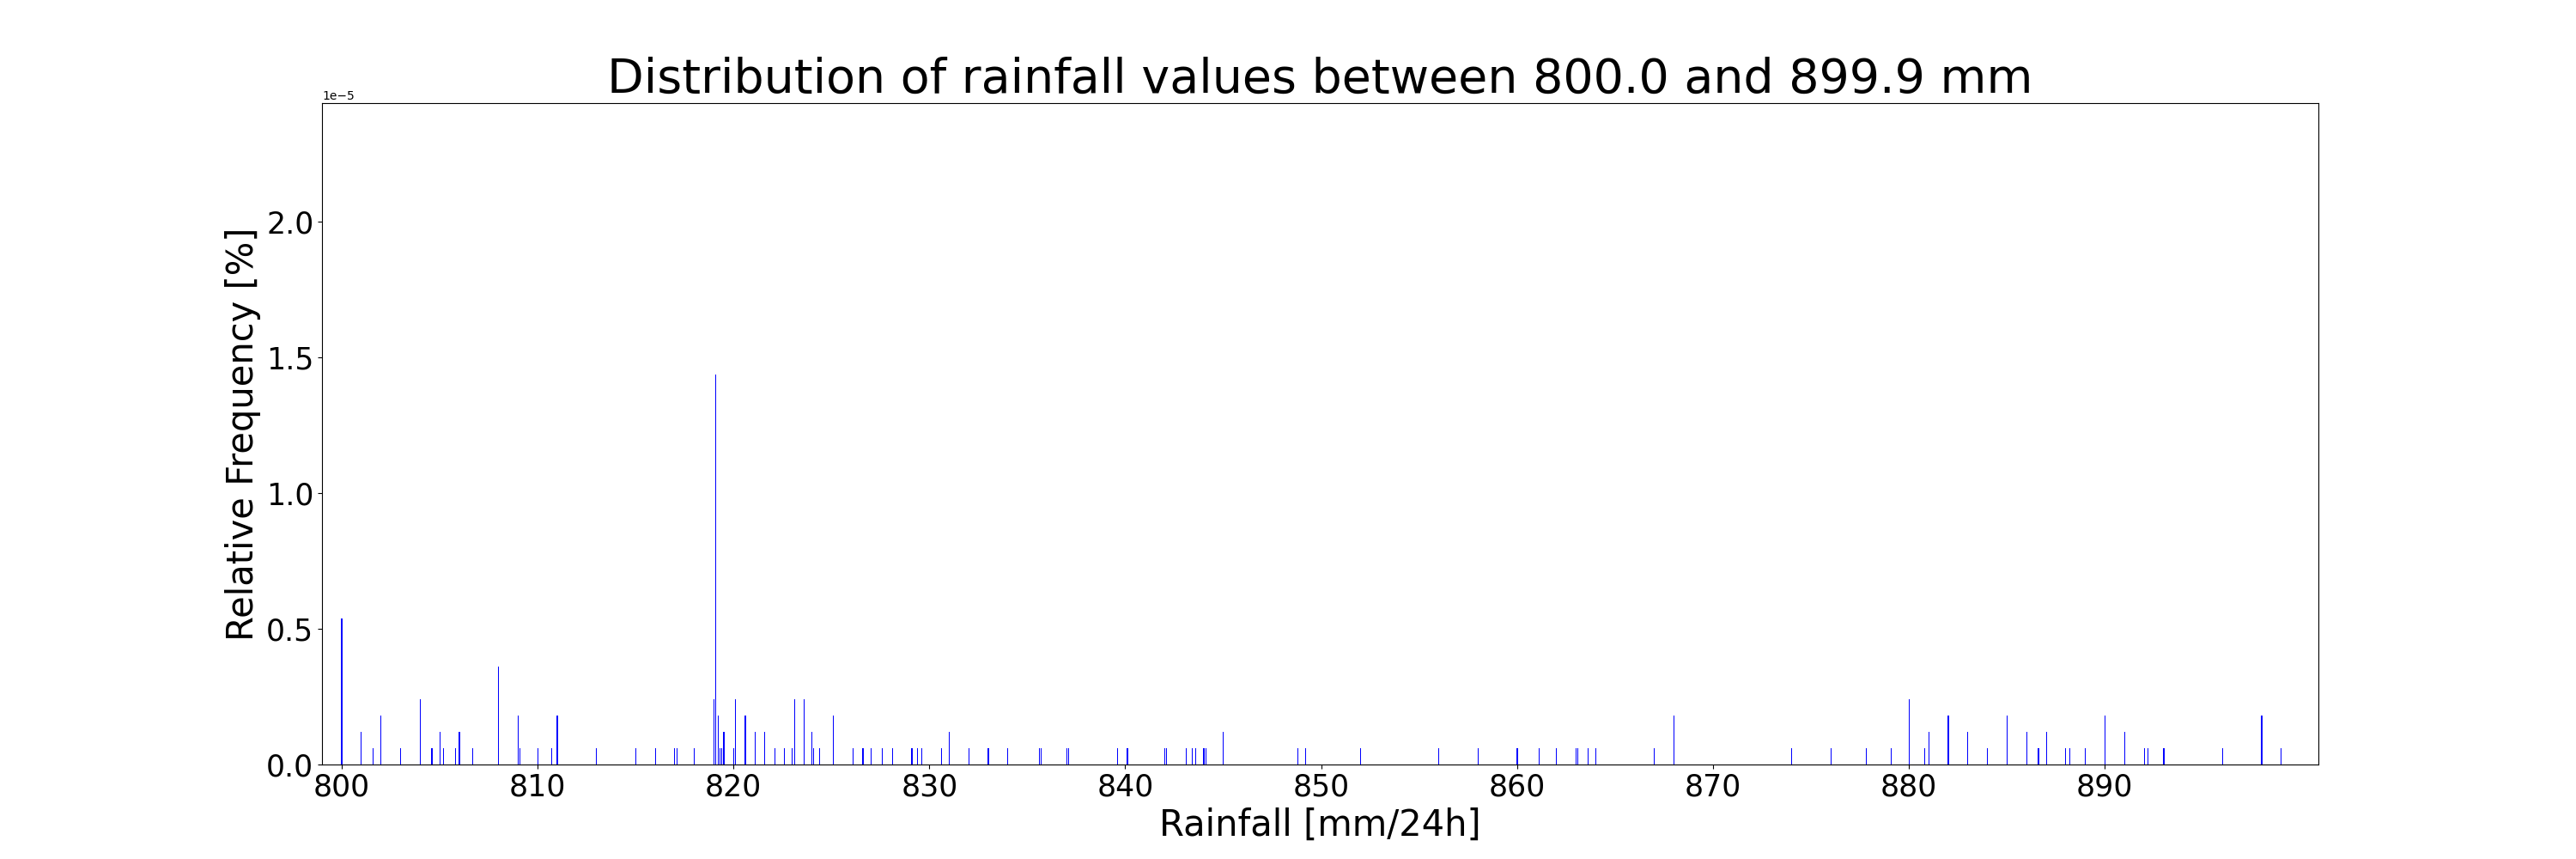 Distribution of rainfall values between 800.0 and 899.9 mm
1e−5
2.0
1.5
1.0
0.5
0.0
Relative Frequency [%]
800 810 820 830 840 850 860 870 880 890
Rainfall [mm/24h]